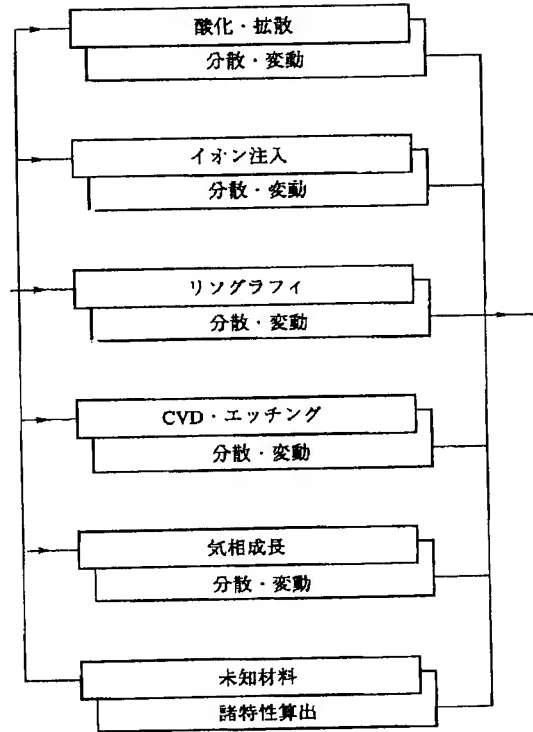 酸化・拡散
分散・変動
イオン注入
分散・変動
リソグラフィ
分散・変動
CVD・エッチング
分散・変動
気相成長
分散・変動
未知材料
諸特性算出